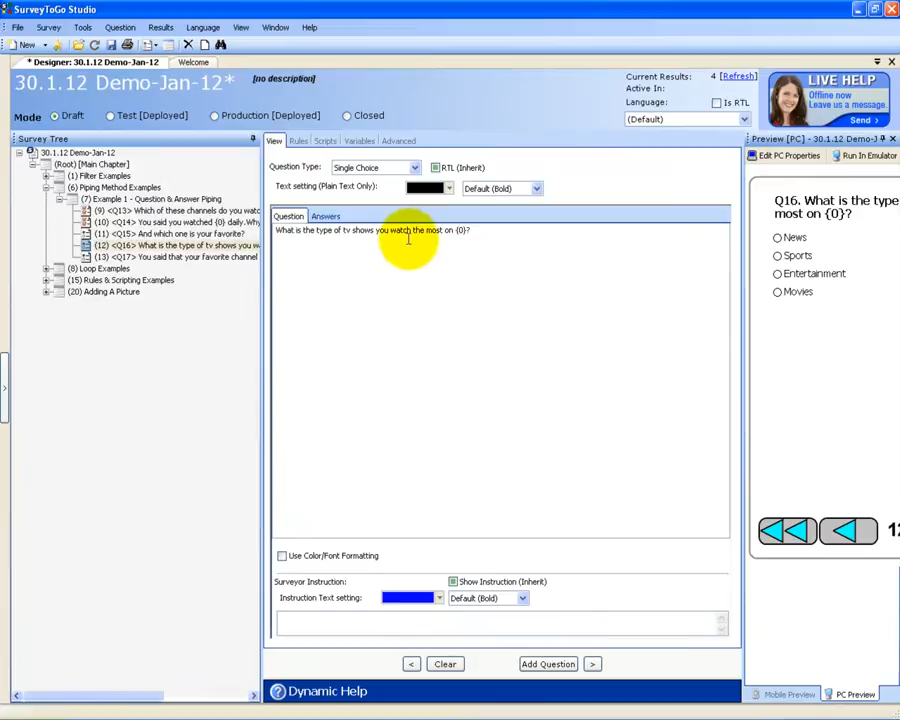 SurveyToGo Studio
File Survey Tools Question Results Language View Window Help
New
* Designer: 30.1.12 Demo-Jan-12* Welcome
30.1.12 Demo-Jan-12* [no description]
Current Results: 4 [Refresh]
Active In:
Language: Is RTL
(Default)
LIVE HELP
Offline now
Leave us a message.
Send >
Mode Draft Test [Deployed] Production [Deployed] Closed
Survey Tree
30.1.12 Demo-Jan-12
(Root) [Main Chapter]
(1) Filter Examples
(6) Piping Method Examples
(7) Example 1 - Question & Answer Piping
(9) <Q13> Which of these channels do you watc
(10) <Q14> You said you watched {0} daily.Why
(11) <Q15> And which one is your favorite?
(12) <Q16> What is the type of tv shows you w
(13) <Q17> You said that your favorite channel
(8) Loop Examples
(15) Rules & Scripting Examples
(20) Adding A Picture
View Rules Scripts Variables Advanced
Question Type: Single Choice RTL (Inherit)
Text setting (Plain Text Only): Default (Bold)
Question Answers
What is the type of tv shows you watch the most on {0}?
Use Color/Font Formatting
Surveyor Instruction: Show Instruction (Inherit)
Instruction Text setting: Default (Bold)
< Clear Add Question >
Dynamic Help
Preview [PC] - 30.1.12 Demo-J
Edit PC Properties Run In Emulator
Q16. What is the type
most on {0}?
News
Sports
Entertainment
Movies
12
Mobile Preview PC Preview